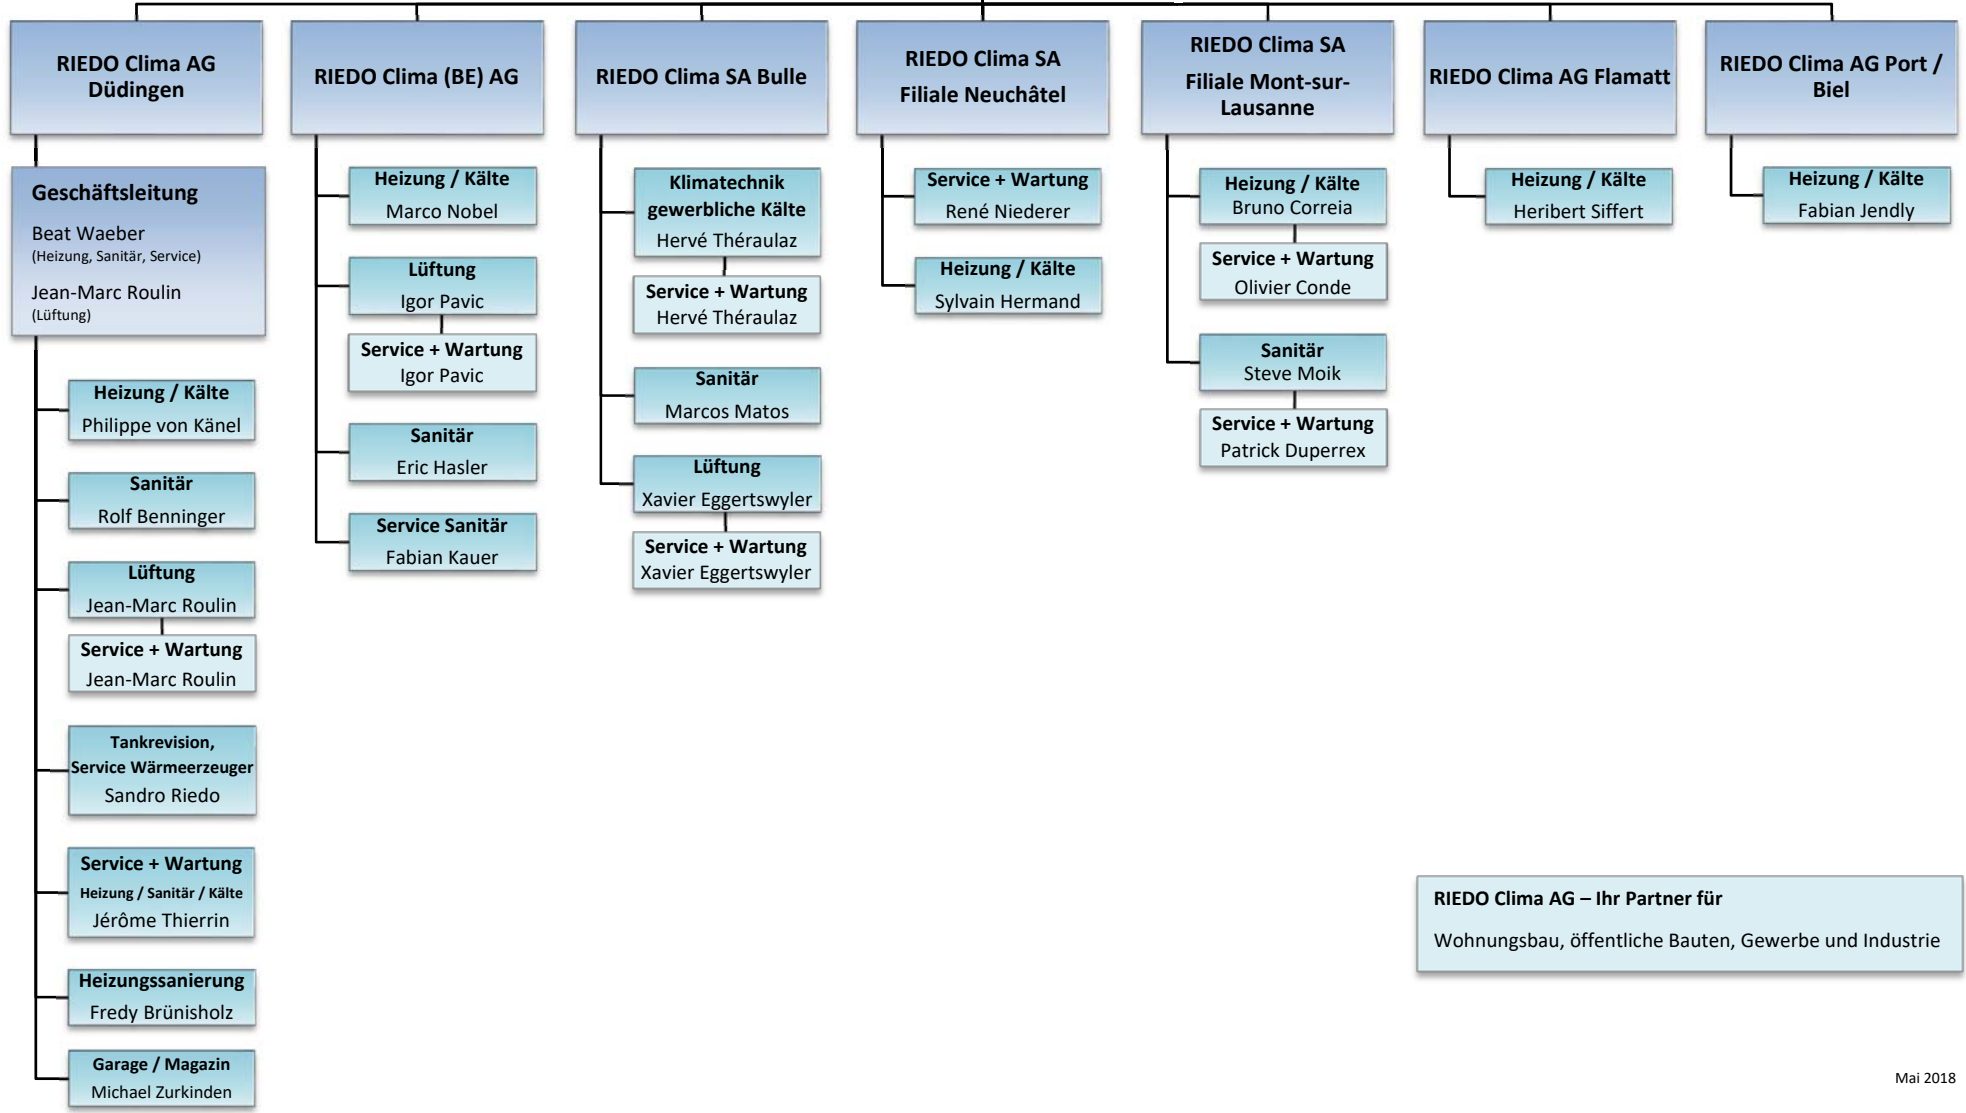 RIEDO Clima AG
Düdingen
RIEDO Clima (BE) AG
RIEDO Clima SA Bulle
RIEDO Clima SA
Filiale Neuchâtel
RIEDO Clima SA
Filiale Mont-sur-
Lausanne
RIEDO Clima AG Flamatt
RIEDO Clima AG Port /
Biel
Geschäftsleitung
Beat Waeber
(Heizung, Sanitär, Service)
Jean-Marc Roulin
(Lüftung)
Heizung / Kälte
Philippe von Känel
Sanitär
Rolf Benninger
Lüftung
Jean-Marc Roulin
Service + Wartung
Jean-Marc Roulin
Tankrevision,
Service Wärmeerzeuger
Sandro Riedo
Service + Wartung
Heizung / Sanitär / Kälte
Jérôme Thierrin
Heizungssanierung
Fredy Brünisholz
Garage / Magazin
Michael Zurkinden
Heizung / Kälte
Marco Nobel
Lüftung
Igor Pavic
Service + Wartung
Igor Pavic
Sanitär
Eric Hasler
Service Sanitär
Fabian Kauer
Klimatechnik
gewerbliche Kälte
Hervé Théraulaz
Service + Wartung
Hervé Théraulaz
Sanitär
Marcos Matos
Lüftung
Xavier Eggertswyler
Service + Wartung
Xavier Eggertswyler
Service + Wartung
René Niederer
Heizung / Kälte
Sylvain Hermand
Heizung / Kälte
Bruno Correia
Service + Wartung
Olivier Conde
Sanitär
Steve Moik
Service + Wartung
Patrick Duperrex
Heizung / Kälte
Heribert Siffert
Heizung / Kälte
Fabian Jendly
RIEDO Clima AG – Ihr Partner für
Wohnungsbau, öffentliche Bauten, Gewerbe und Industrie
Mai 2018